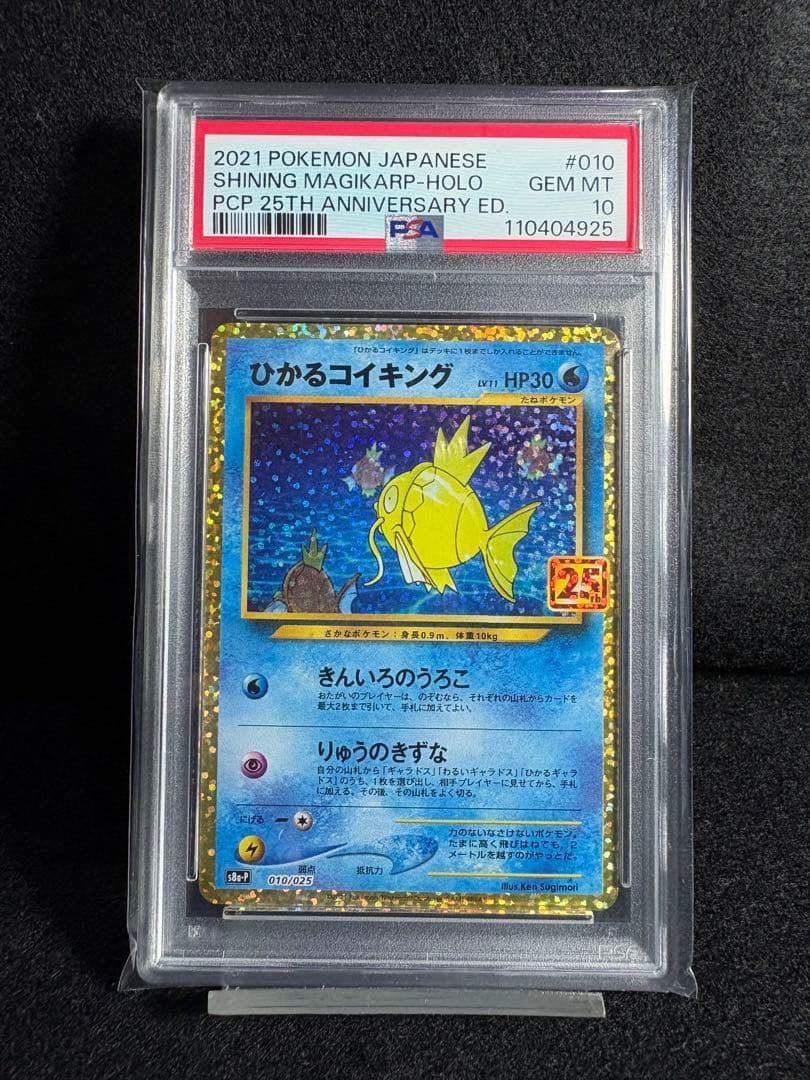 2021 POKEMON JAPANESE #010
SHINING MAGIKARP-HOLO GEM MT
PCP 25TH ANNIVERSARY ED. 10
PSA 110404925
「ひかるコイキング」はデッキに1枚までしか入れることができません。
ひかるコイキング LV.11 HP30
たねポケモン
25th
さかなポケモン：身長0.9m、体重10kg
きんいろのうろこ
おたがいのプレイヤーは、のぞむなら、それぞれの山札からカードを
最大2枚まで引いて、手札に加えてよい。
りゅうのきずな
自分の山札から「ギャラドス」「わるいギャラドス」「ひかるギャラ
ドス」のうち、1枚を選び出し、相手プレイヤーに見せてから、手札
に加える。その後、その山札をよく切る。
にげる
弱点
抵抗力
力のないなさけないポケモン。
たまに高く飛びはねても、2
メートルを越すのがやっとだ。
s8a-P 010/025
Illus.Ken Sugimori